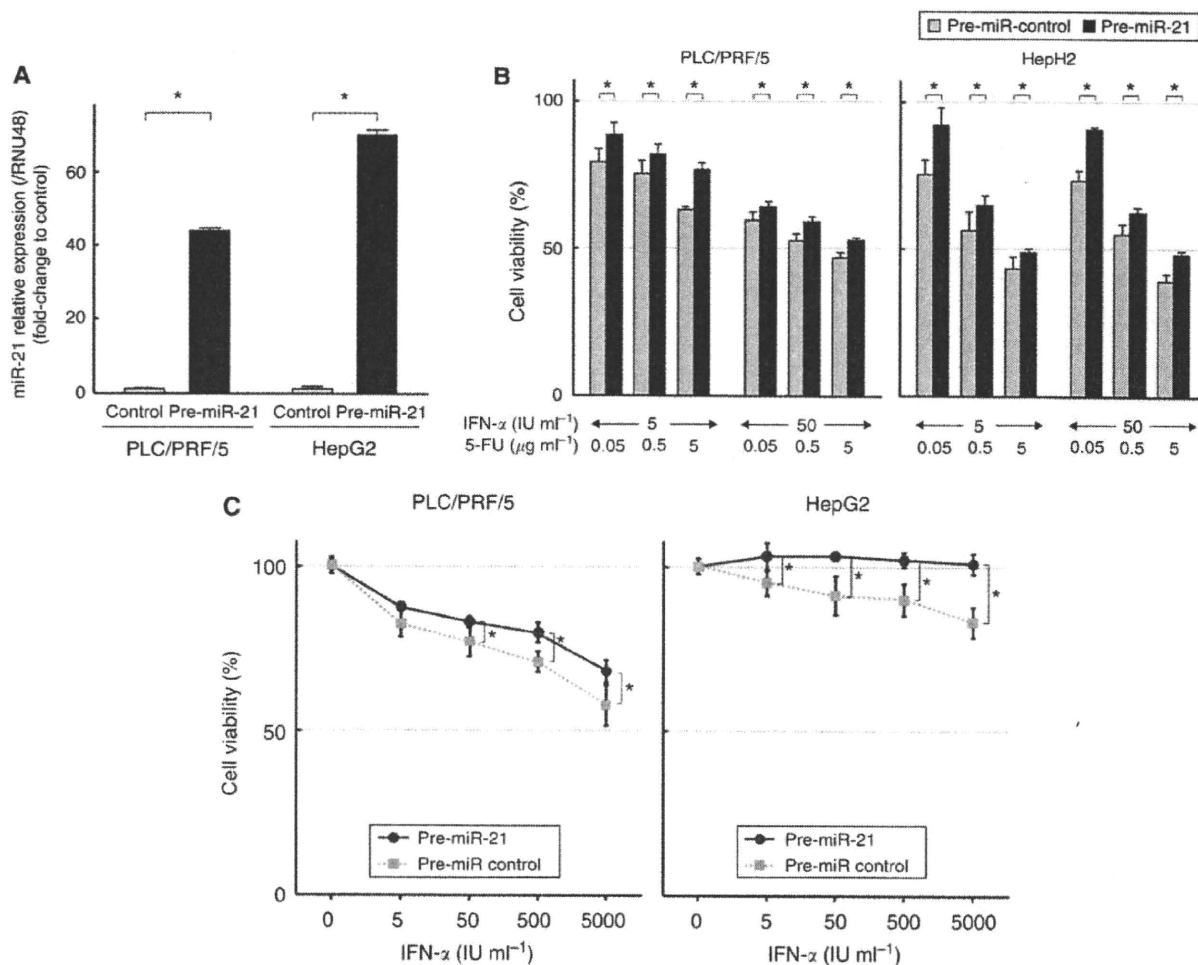 Pre-miR-control Pre-miR-21
A
*
*
miR-21 relative expression (/RNU48)
(fold-change to control)
60
40
20
0
Control Pre-miR-21 Control Pre-miR-21
PLC/PRF/5 HepG2
B
PLC/PRF/5 HepH2
* * * * * * * * * * * *
Cell viability (%)
100
50
0
IFN-α (IU ml⁻¹) 5 50 5 50
5-FU (μg ml⁻¹) 0.05 0.5 5 0.05 0.5 5 0.05 0.5 5 0.05 0.5 5
C
PLC/PRF/5 HepG2
Cell viability (%)
100
50
0
* * *
* * * *
Pre-miR-21
Pre-miR control
Pre-miR-21
Pre-miR control
0 5 50 500 5000 0 5 50 500 5000
IFN-α (IU ml⁻¹) IFN-α (IU ml⁻¹)